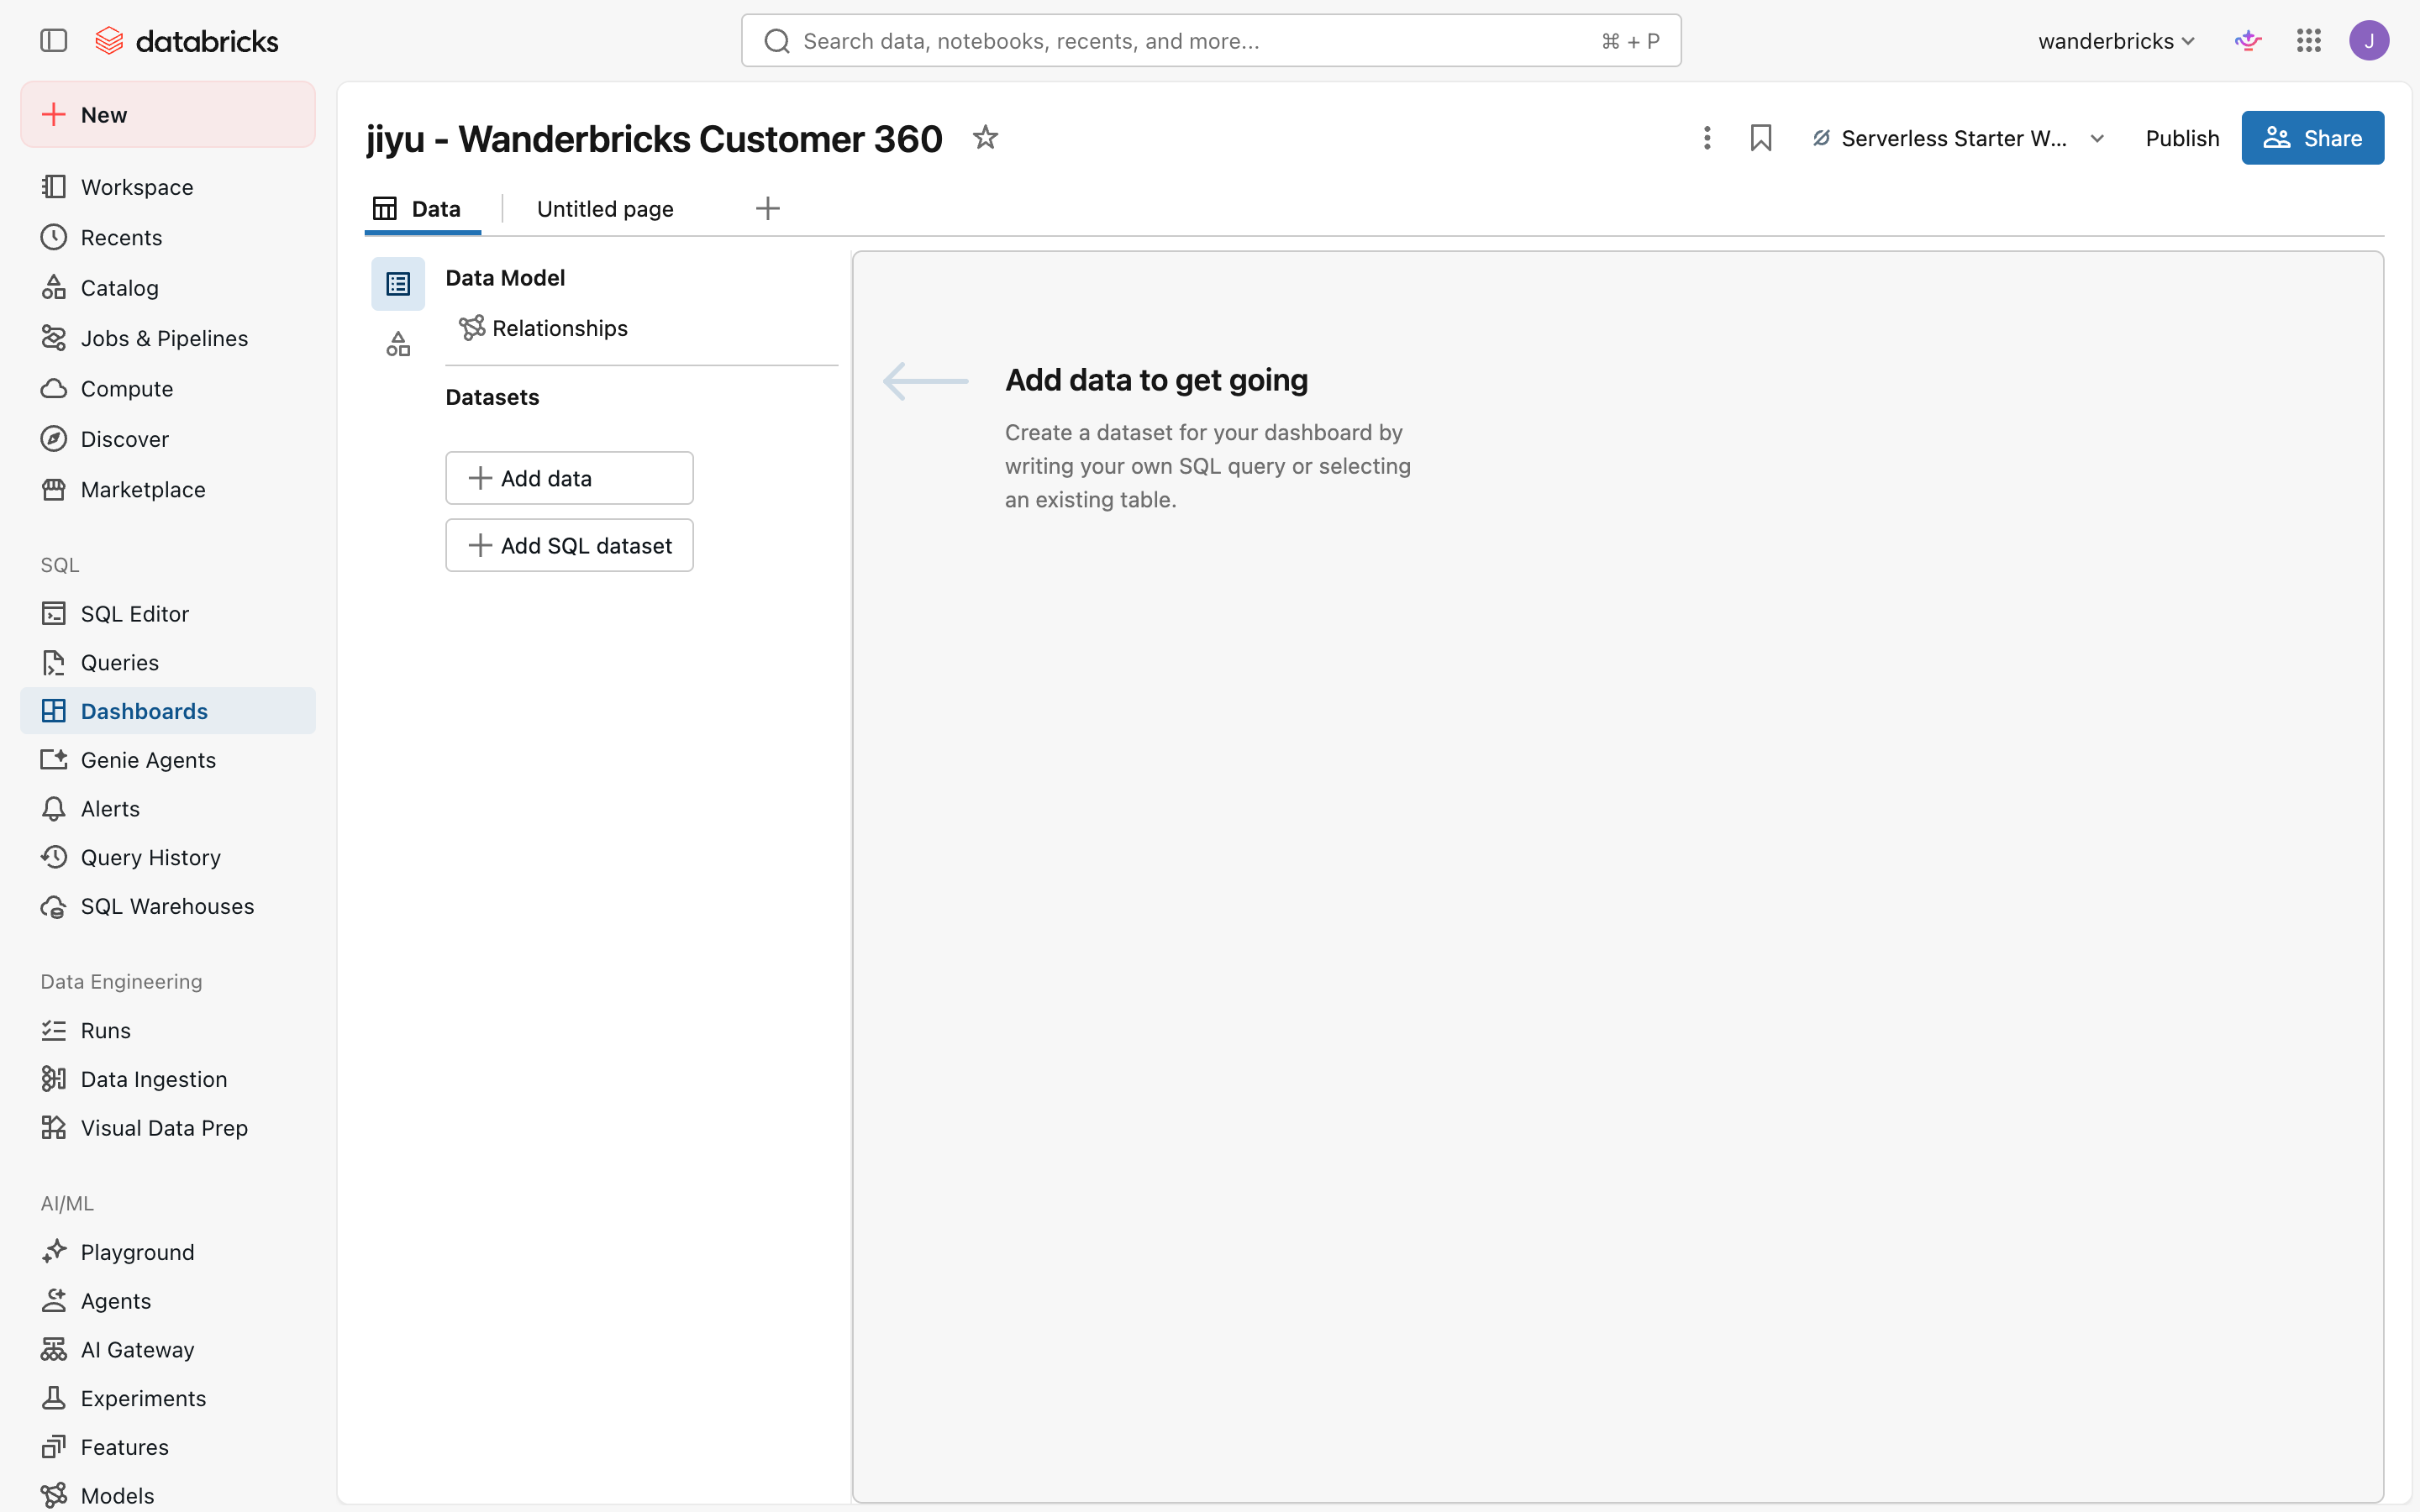 databricks
Search data, notebooks, recents, and more...
⌘ + P
wanderbricks
J
New
Workspace
Recents
Catalog
Jobs & Pipelines
Compute
Discover
Marketplace
SQL
SQL Editor
Queries
Dashboards
Genie Agents
Alerts
Query History
SQL Warehouses
Data Engineering
Runs
Data Ingestion
Visual Data Prep
AI/ML
Playground
Agents
AI Gateway
Experiments
Features
Models
jiyu - Wanderbricks Customer 360
Serverless Starter W...
Publish
Share
Data
Untitled page
Data Model
Relationships
Datasets
Add data
Add SQL dataset
Add data to get going
Create a dataset for your dashboard by
writing your own SQL query or selecting
an existing table.